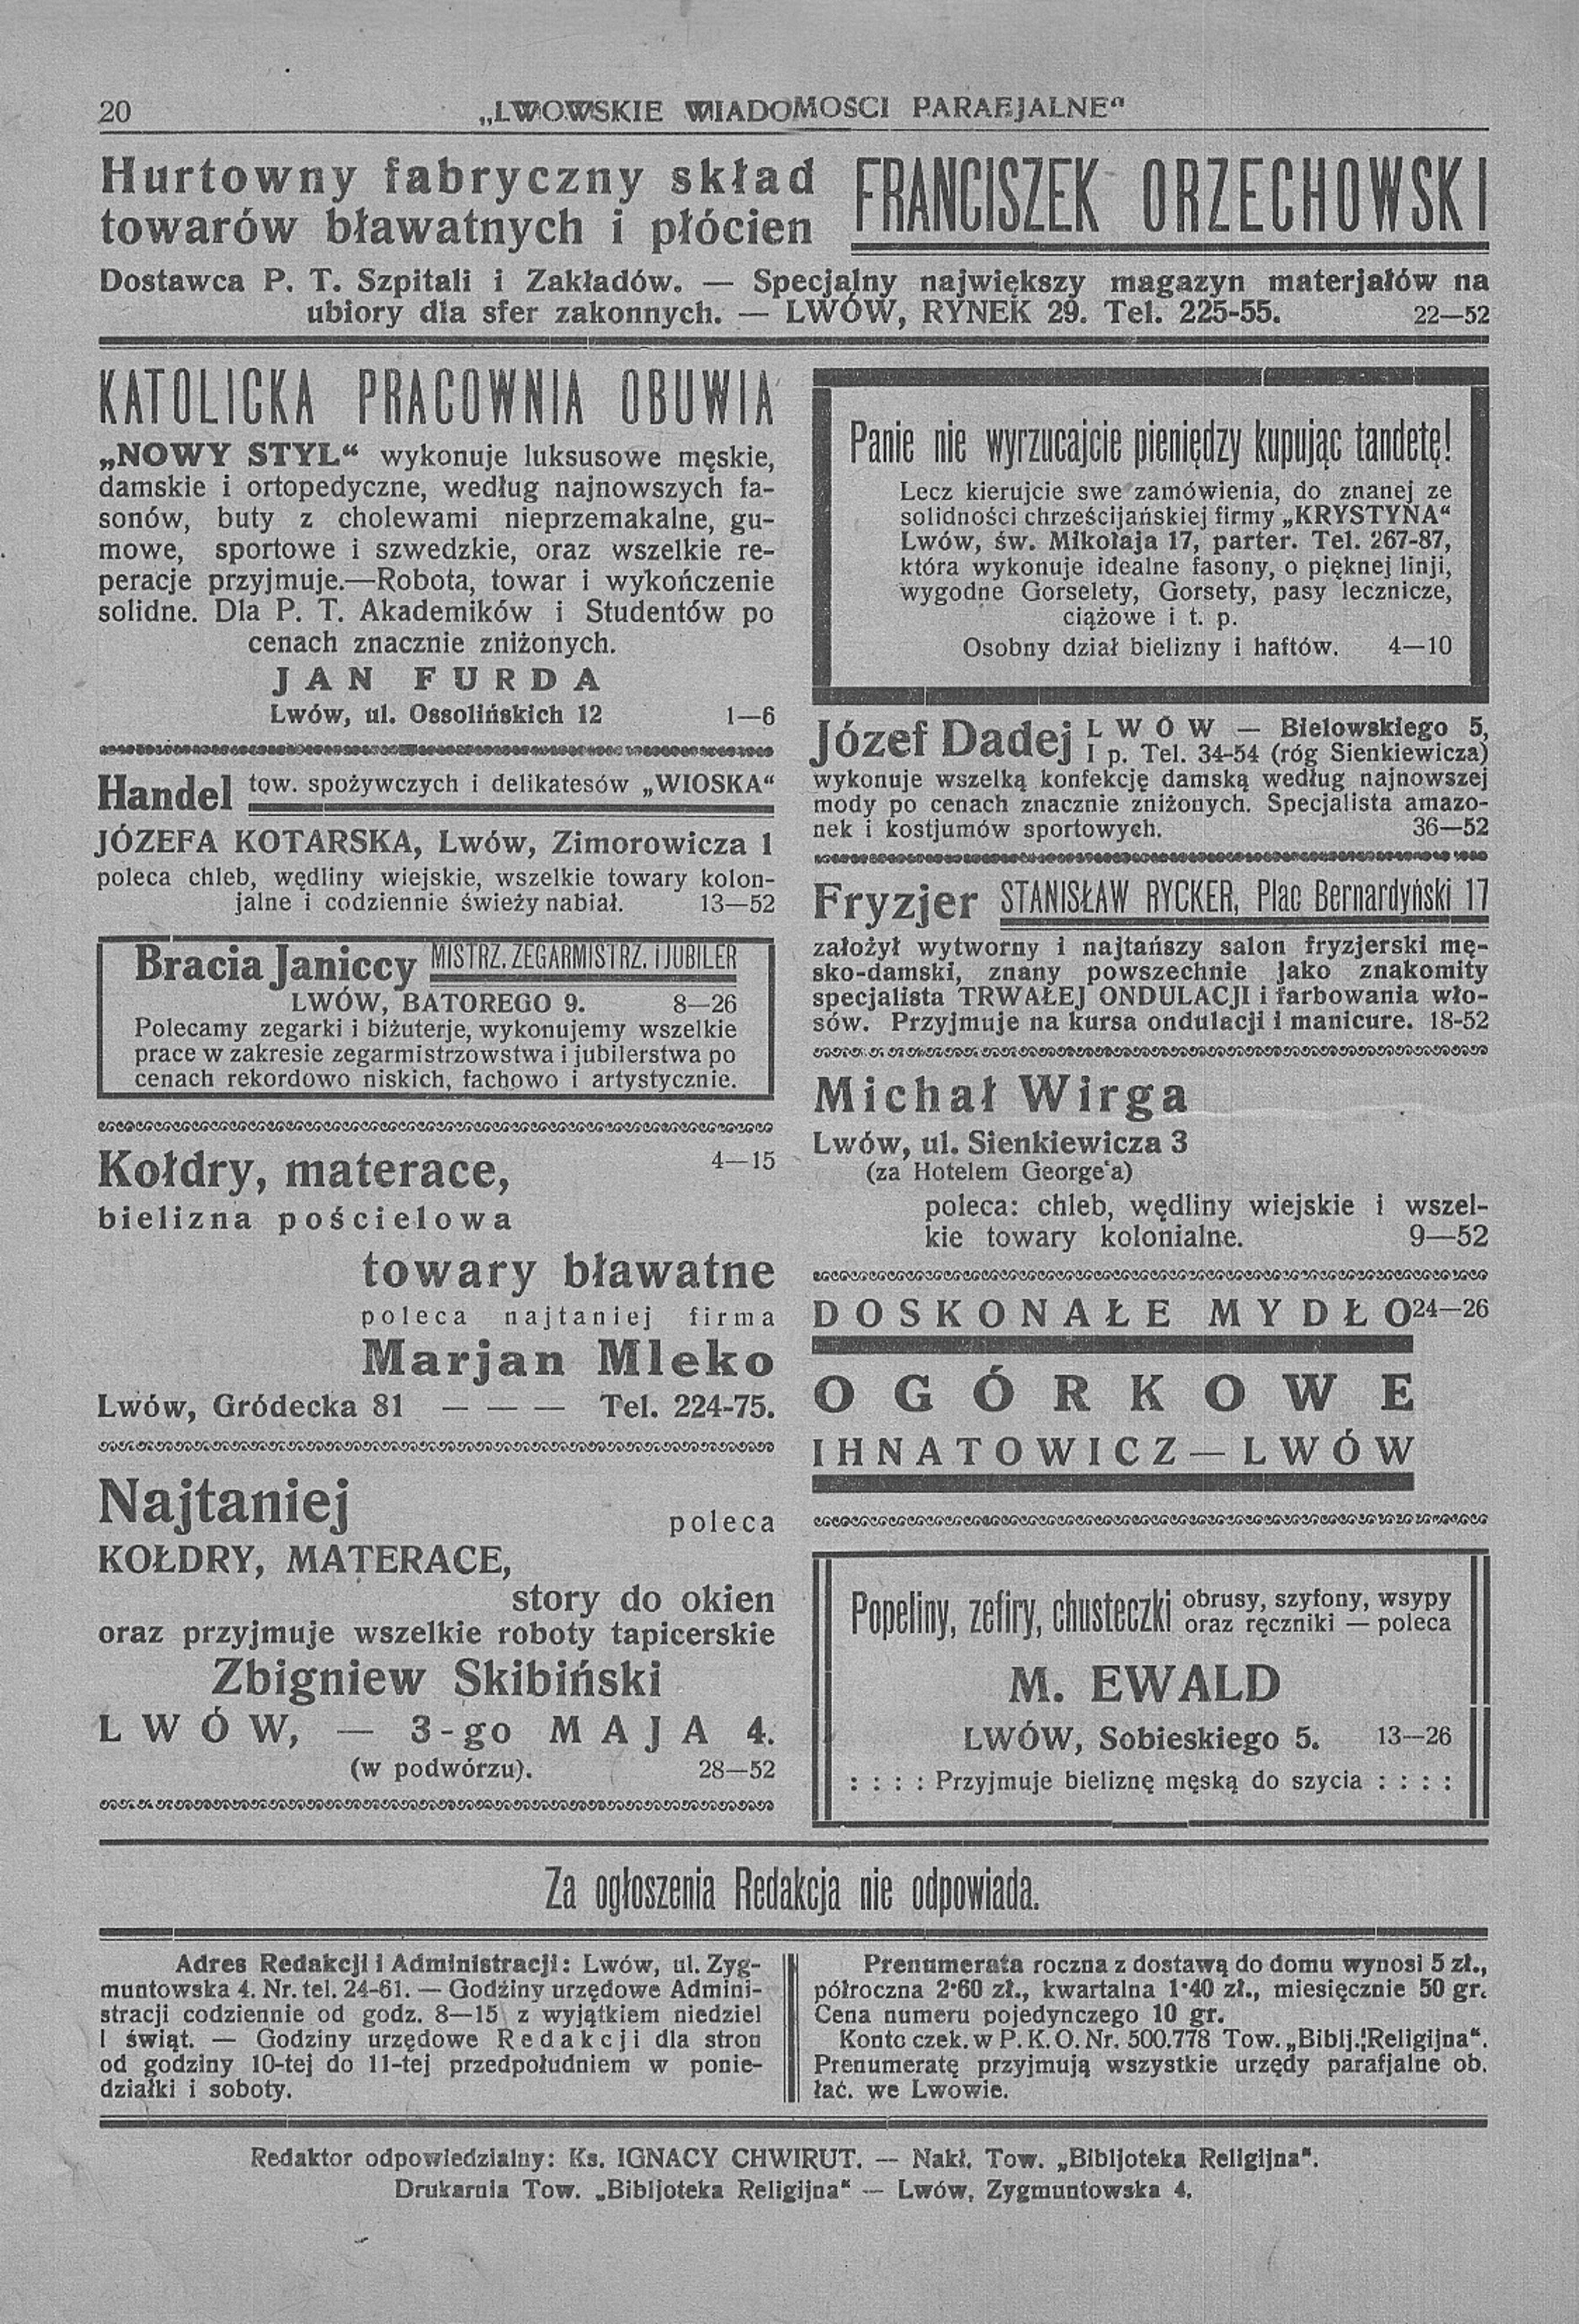 20 „LWOWSKIE WIADOMOSCI PARAFJALNE“
Hurtowny fabryczny skład
towarów bławatnych i płócien
FRANCISZEK ORZECHOWSKI
Dostawca P. T. Szpitali i Zakładów. — Specjalny największy magazyn materjałów na
ubiory dla sfer zakonnych. — LWÓW, RYNEK 29. Tel. 225-55. 22—52
KATOLICKA PRACOWNIA OBUWIA
„NOWY STYL“ wykonuje luksusowe męskie,
damskie i ortopedyczne, według najnowszych fa-
sonów, buty z cholewami nieprzemakalne, gu-
mowe, sportowe i szwedzkie, oraz wszelkie re-
peracje przyjmuje.—Robota, towar i wykończenie
solidne. Dla P. T. Akademików i Studentów po
cenach znacznie zniżonych.
JAN FURDA
Lwów, ul. Ossolińskich 12 1—6
Handel tow. spożywczych i delikatesów „WIOSKA“
JÓZEFA KOTARSKA, Lwów, Zimorowicza 1
poleca chleb, wędliny wiejskie, wszelkie towary kolon-
jalne i codziennie świeży nabiał. 13—52
Bracia Janiccy MISTRZ. ZEGARMISTRZ. i JUBILER
LWÓW, BATOREGO 9. 8—26
Polecamy zegarki i biżuterje, wykonujemy wszelkie
prace w zakresie zegarmistrzowstwa i jubilerstwa po
cenach rekordowo niskich, fachowo i artystycznie.
Kołdry, materace, 4—15
bielizna pościelowa
towary bławatne
poleca najtaniej firma
Marjan Mleko
Lwów, Gródecka 81 — — — Tel. 224-75.
Najtaniej poleca
KOŁDRY, MATERACE,
story do okien
oraz przyjmuje wszelkie roboty tapicerskie
Zbigniew Skibiński
LWÓW, — 3-go MAJA 4.
(w podwórzu). 28—52
Panie nie wyrzucajcie pieniędzy kupując tandetę!
Lecz kierujcie swe zamówienia, do znanej ze
solidności chrześcijańskiej firmy „KRYSTYNA“
Lwów, św. Mikołaja 17, parter. Tel. 267-87,
która wykonuje idealne fasony, o pięknej linji,
wygodne Gorselety, Gorsety, pasy lecznicze,
ciążowe i t. p.
Osobny dział bielizny i haftów. 4—10
Józef Dadej LWÓW — Bielowskiego 5,
I p. Tel. 34-54 (róg Sienkiewicza)
wykonuje wszelką konfekcję damską według najnowszej
mody po cenach znacznie zniżonych. Specjalista amazo-
nek i kostjumów sportowych. 36—52
Fryzjer STANISŁAW RYCKER, Plac Bernardyński 17
założył wytworny i najtańszy salon fryzjerski mę-
sko-damski, znany powszechnie jako znakomity
specjalista TRWAŁEJ ONDULACJI i farbowania wło-
sów. Przyjmuje na kursa ondulacji i manicure. 18-52
Michał Wirga
Lwów, ul. Sienkiewicza 3
(za Hotelem George'a)
poleca: chleb, wędliny wiejskie i wszel-
kie towary kolonialne. 9—52
DOSKONAŁE MYDŁO 24—26
OGÓRKOWE
IHNATOWICZ—LWÓW
Popeliny, zefiry, chusteczki obrusy, szyfony, wsypy
oraz ręczniki — poleca
M. EWALD
LWÓW, Sobieskiego 5. 13—26
: : : : Przyjmuje bieliznę męską do szycia : : : :
Za ogłoszenia Redakcja nie odpowiada.
Adres Redakcji i Administracji: Lwów, ul. Zyg-
muntowska 4. Nr. tel. 24-61. — Godziny urzędowe Admini-
stracji codziennie od godz. 8—15 z wyjątkiem niedziel
i świąt. — Godziny urzędowe Redakcji dla stron
od godziny 10-tej do 11-tej przedpołudniem w ponie-
działki i soboty.
Prenumerata roczna z dostawą do domu wynosi 5 zł.,
półroczna 2·60 zł., kwartalna 1·40 zł., miesięcznie 50 gr.
Cena numeru pojedynczego 10 gr.
Konto czek. w P. K. O. Nr. 500.778 Tow. „Biblj. Religijna“.
Prenumeratę przyjmują wszystkie urzędy parafjalne ob.
łać. we Lwowie.
Redaktor odpowiedzialny: Ks. IGNACY CHWIRUT. — Nakł. Tow. „Bibljoteka Religijna“.
Drukarnia Tow. „Bibljoteka Religijna“ — Lwów, Zygmuntowska 4.